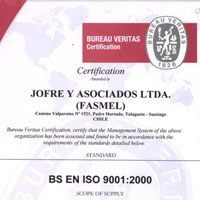 BUREAU VERITAS
Certification
BUREAU VERITAS
1828
Certification
Awarded to
JOFRE Y ASOCIADOS LTDA.
(FASMEL)
Camino Valparaíso Nº 1521, Padre Hurtado, Talagante - Santiago
CHILE
Bureau Veritas Certification, certify that the Management System of the above
organization has been assessed and found to be in accordance with the
requirements of the standards detailed below.
STANDARD
BS EN ISO 9001:2000
SCOPE OF SUPPLY